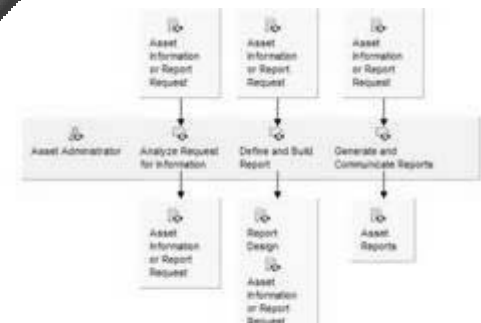 Asset
Information
or Report
Request
Asset
Information
or Report
Request
Asset
Information
or Report
Request
Asset Administrator
Analyze Request
for Information
Define and Build
Report
Generate and
Communicate Reports
Asset
Information
or Report
Request
Report
Design
Asset
Information
or Report
Request
Asset
Reports